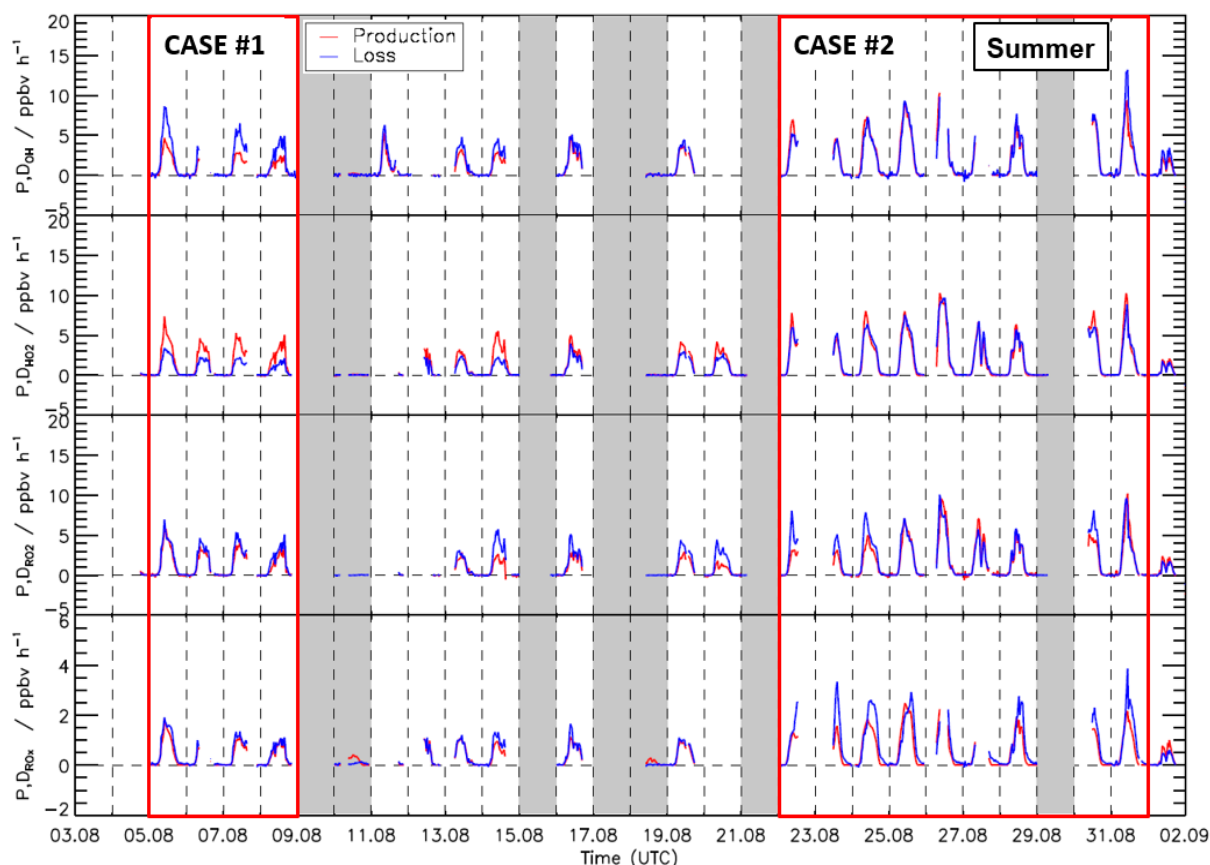 CASE #1
Production
Loss
CASE #2
Summer
P,D_OH / ppbv h⁻¹
20
15
10
5
0
−5
P,D_HO2 / ppbv h⁻¹
20
15
10
5
0
−5
P,D_RO2 / ppbv h⁻¹
20
15
10
5
0
−5
P,D_ROx / ppbv h⁻¹
6
4
2
0
−2
03.08 05.08 07.08 09.08 11.08 13.08 15.08 17.08 19.08 21.08 23.08 25.08 27.08 29.08 31.08 02.09
Time (UTC)